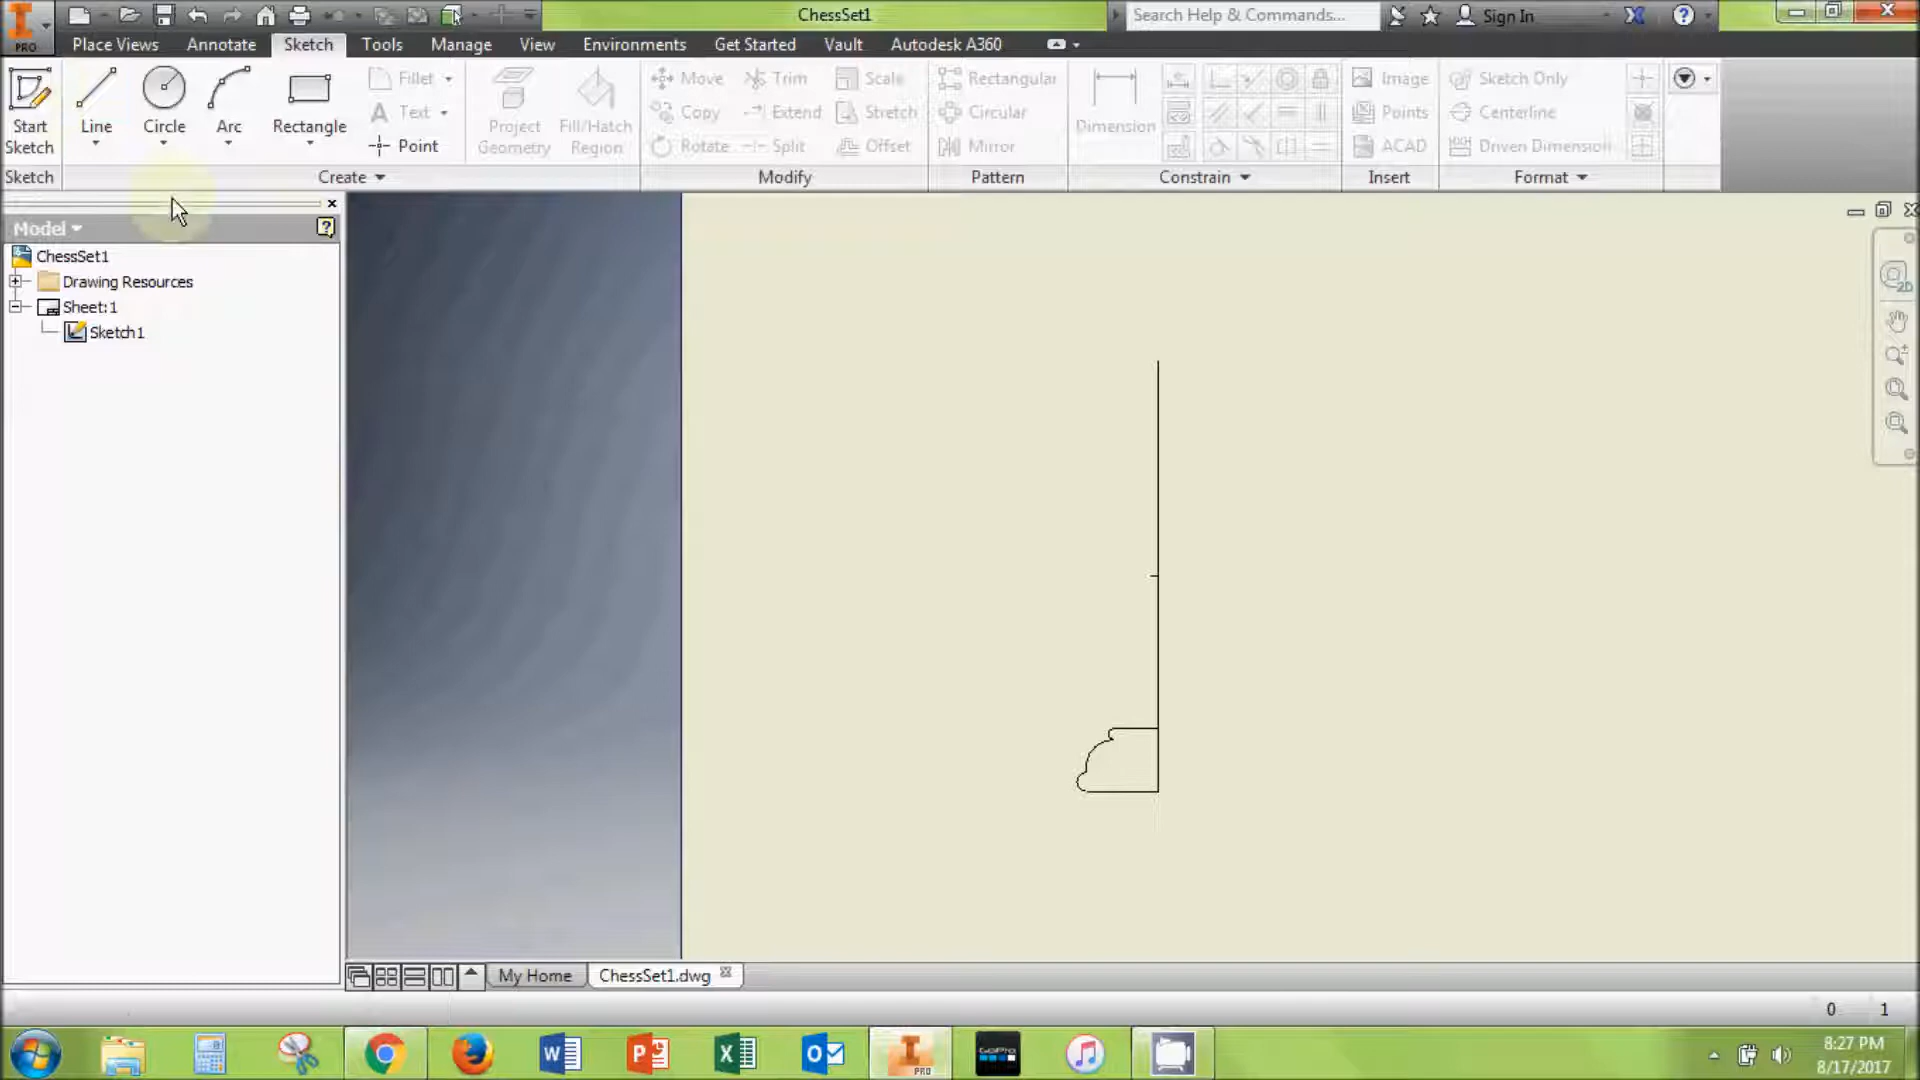 ChessSet1
Search Help & Commands...
Sign In
PRO
Place Views
Annotate
Sketch
Tools
Manage
View
Environments
Get Started
Vault
Autodesk A360
Start
Sketch
Line
Circle
Arc
Rectangle
Fillet
Text
Point
Project
Geometry
Fill/Hatch
Region
Move
Trim
Scale
Copy
Extend
Stretch
Rotate
Split
Offset
Rectangular
Circular
Mirror
Dimension
Image
Points
ACAD
Sketch Only
Centerline
Driven Dimension
Sketch
Create
Modify
Pattern
Constrain
Insert
Format
Model
ChessSet1
Drawing Resources
Sheet:1
Sketch1
2D
My Home
ChessSet1.dwg
0 1
PRO
GoPro
8:27 PM
8/17/2017